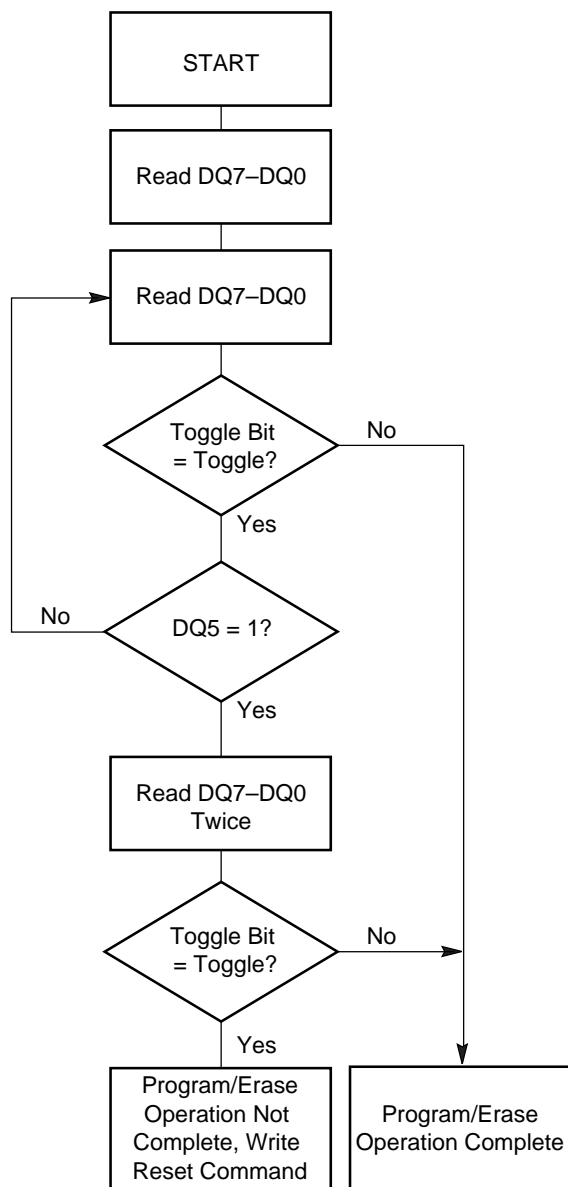 START
Read DQ7–DQ0
Read DQ7–DQ0
Toggle Bit
= Toggle?
No
Yes
No
DQ5 = 1?
Yes
Read DQ7–DQ0
Twice
Toggle Bit
= Toggle?
No
Yes
Program/Erase
Operation Not
Complete, Write
Reset Command
Program/Erase
Operation Complete